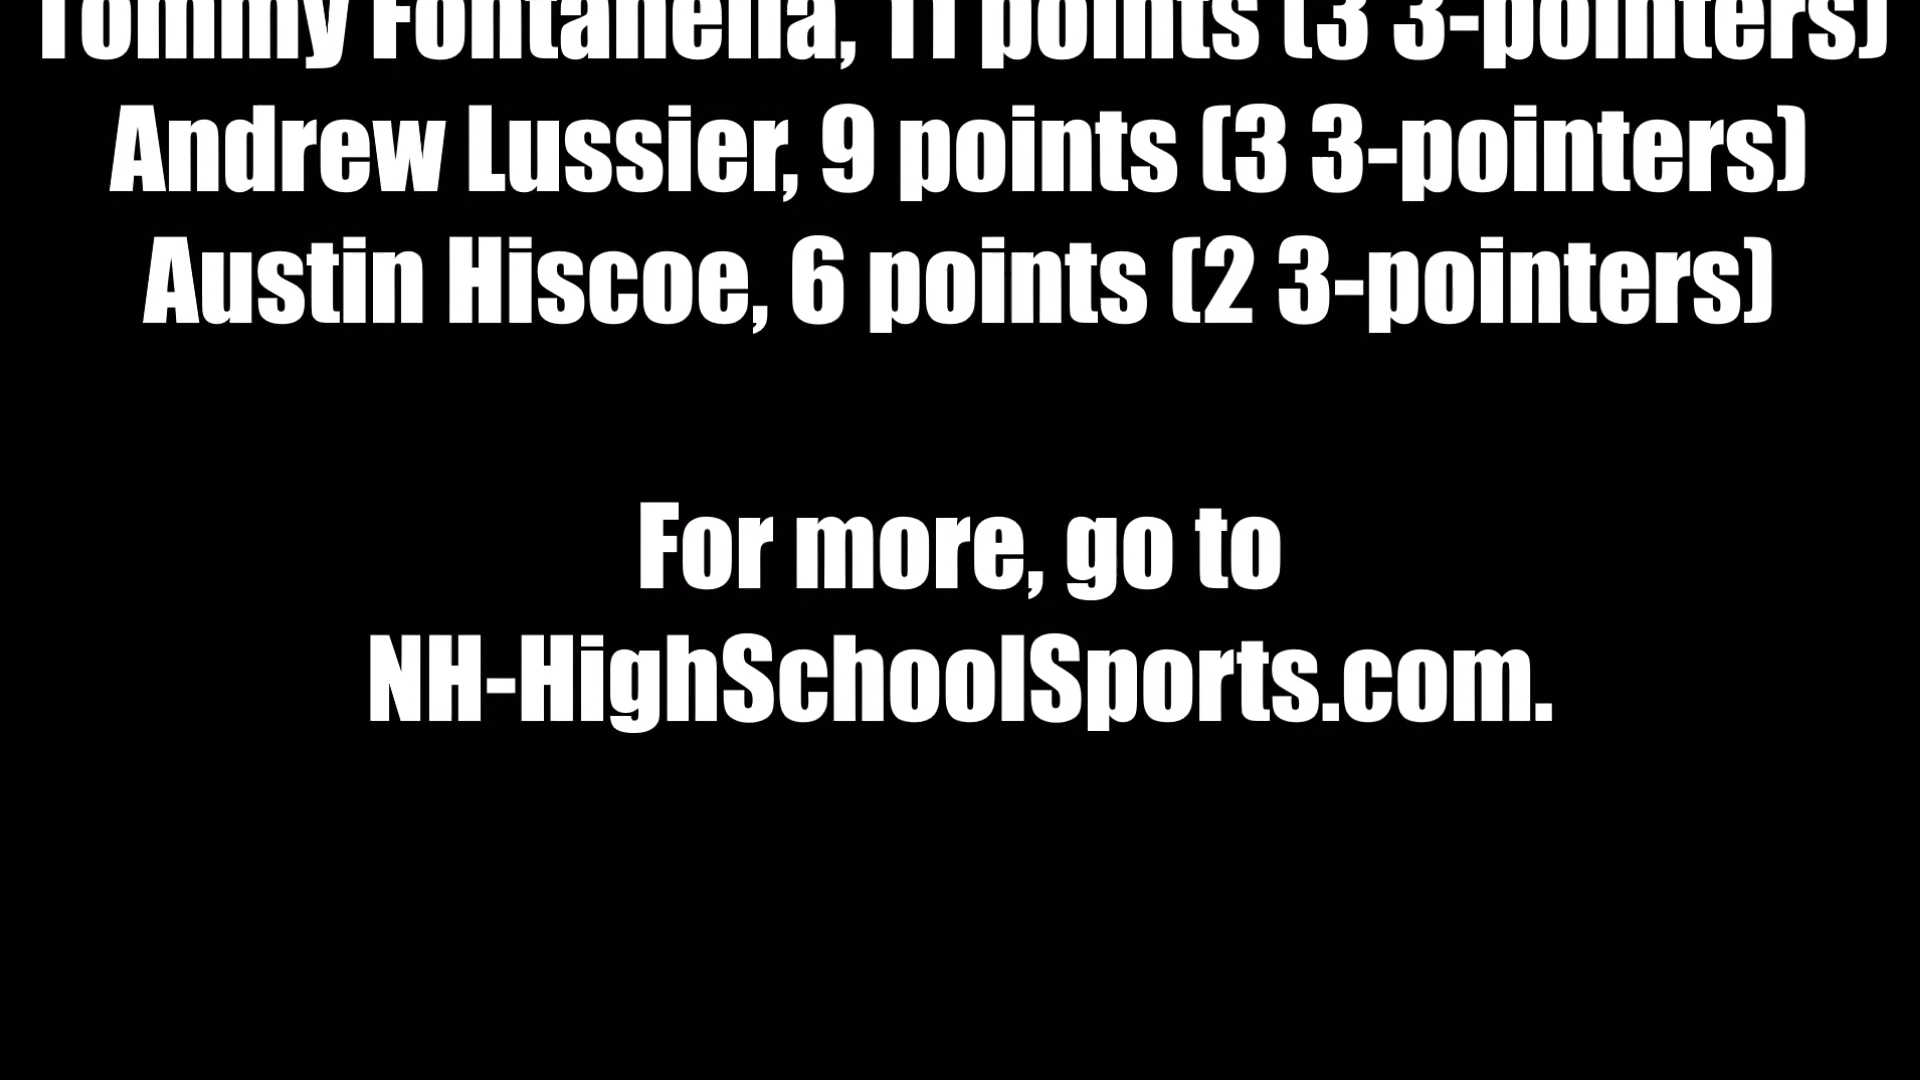 Tommy Fontanella, 11 points (3 3-pointers)
Andrew Lussier, 9 points (3 3-pointers)
Austin Hiscoe, 6 points (2 3-pointers)
For more, go to
NH-HighSchoolSports.com.